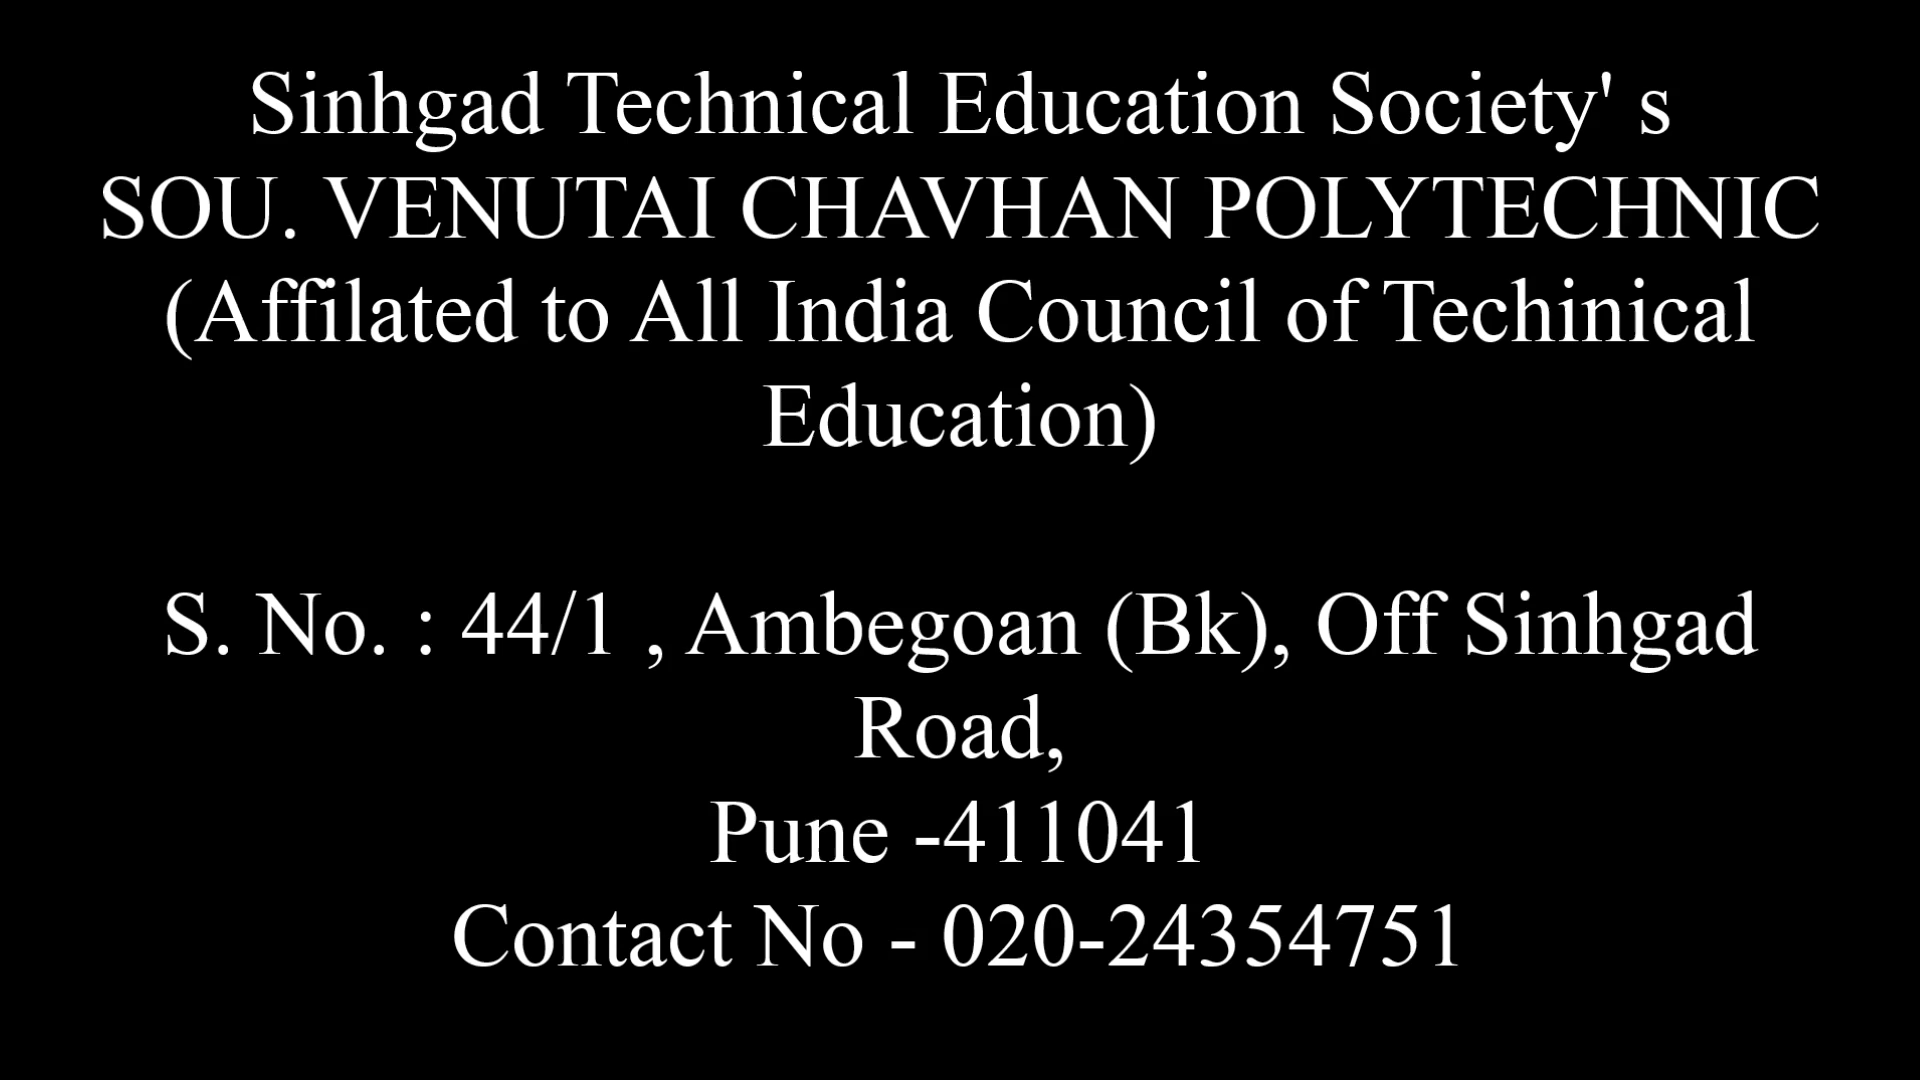 Sinhgad Technical Education Society' s
SOU. VENUTAI CHAVHAN POLYTECHNIC
(Affilated to All India Council of Techinical
Education)
S. No. : 44/1 , Ambegoan (Bk), Off Sinhgad
Road,
Pune -411041
Contact No - 020-24354751